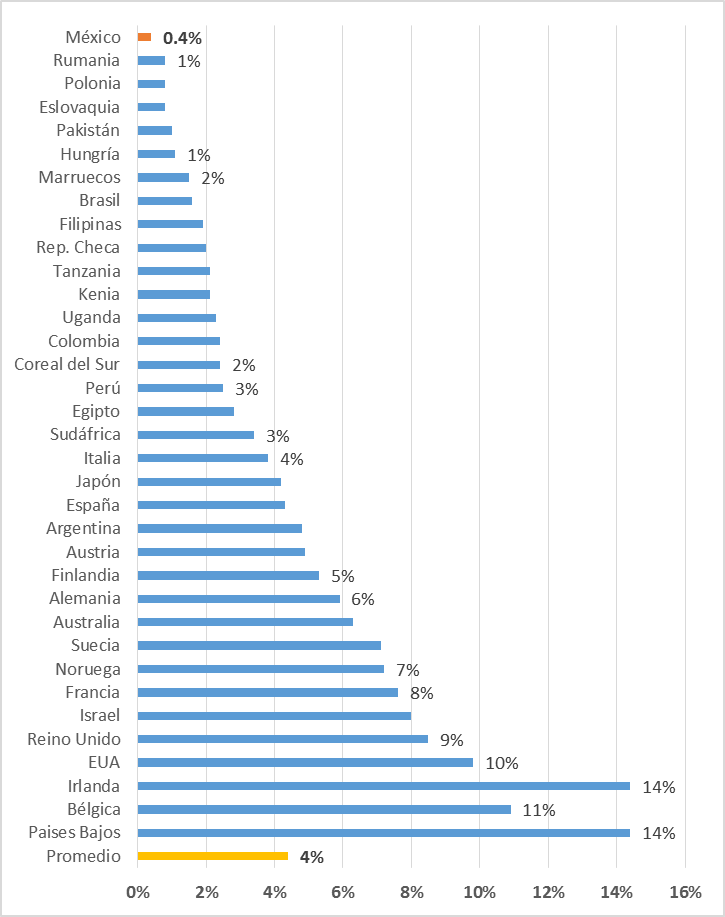 México 0.4%
Rumania 1%
Polonia
Eslovaquia
Pakistán
Hungría 1%
Marruecos 2%
Brasil
Filipinas
Rep. Checa
Tanzania
Kenia
Uganda
Colombia
Coreal del Sur 2%
Perú 3%
Egipto
Sudáfrica 3%
Italia 4%
Japón
España
Argentina
Austria
Finlandia 5%
Alemania 6%
Australia
Suecia
Noruega 7%
Francia 8%
Israel
Reino Unido 9%
EUA 10%
Irlanda 14%
Bélgica 11%
Paises Bajos 14%
Promedio 4%
0% 2% 4% 6% 8% 10% 12% 14% 16%